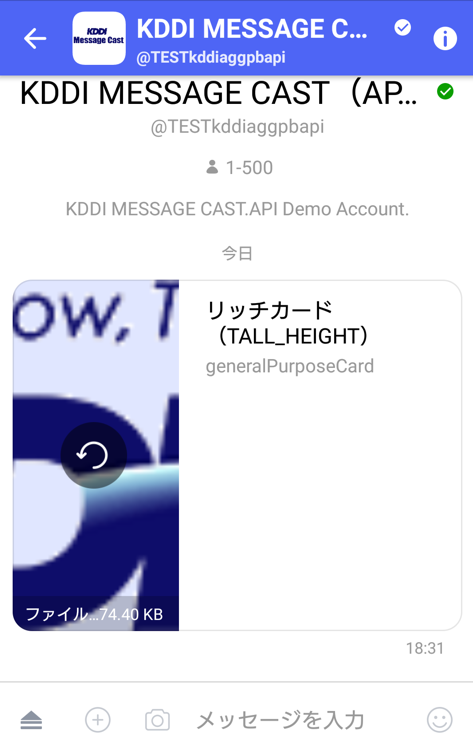 KDDI
Message Cast
KDDI MESSAGE C...
@TESTkddiaggpbapi
KDDI MESSAGE CAST（AP...
@TESTkddiaggpbapi
1-500
KDDI MESSAGE CAST.API Demo Account.
今日
ow, T
リッチカード
（TALL_HEIGHT）
generalPurposeCard
ファイル...74.40 KB
18:31
メッセージを入力